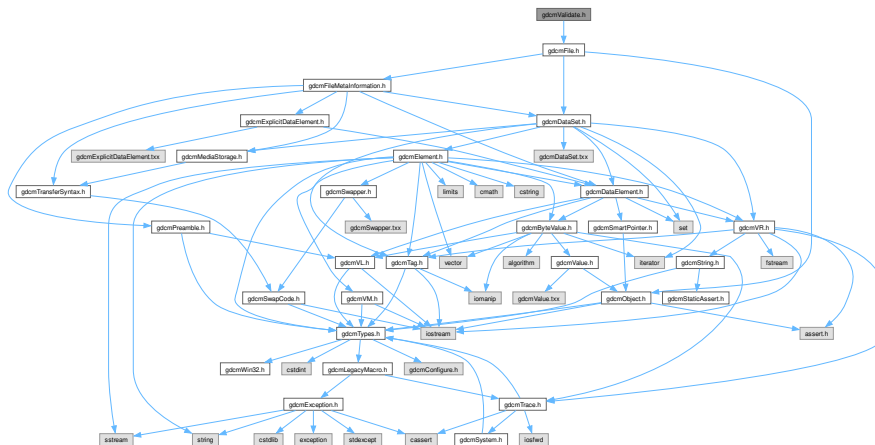 gdcmValidate.h
gdcmFile.h
gdcmFileMetaInformation.h
gdcmExplicitDataElement.h
gdcmDataSet.h
gdcmExplicitDataElement.txx
gdcmMediaStorage.h
gdcmElement.h
gdcmDataSet.txx
gdcmTransferSyntax.h
gdcmSwapper.h
limits
cmath
cstring
gdcmDataElement.h
gdcmPreamble.h
gdcmSwapper.txx
gdcmByteValue.h
gdcmSmartPointer.h
set
gdcmVR.h
gdcmVL.h
gdcmTag.h
vector
algorithm
gdcmValue.h
iterator
gdcmString.h
fstream
gdcmSwapCode.h
gdcmVM.h
iomanip
gdcmValue.txx
gdcmObject.h
gdcmStaticAssert.h
gdcmTypes.h
iostream
assert.h
gdcmWin32.h
cstdint
gdcmLegacyMacro.h
gdcmConfigure.h
gdcmException.h
gdcmTrace.h
sstream
string
cstdlib
exception
stdexcept
cassert
gdcmSystem.h
iosfwd